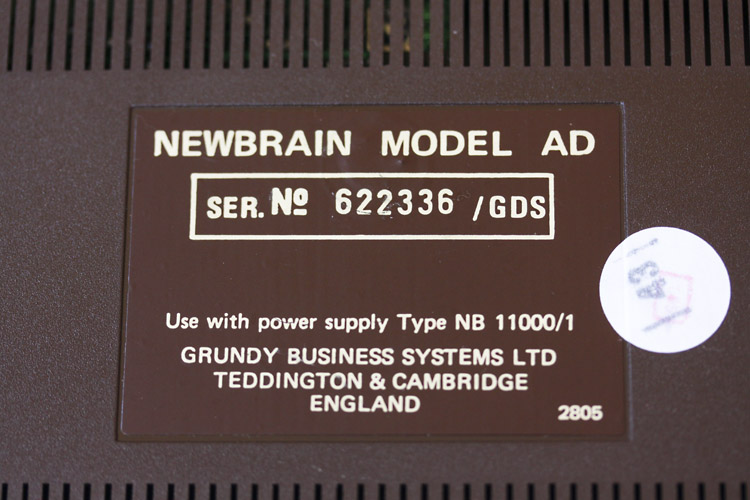 NEWBRAIN MODEL AD
SER. Nº 622336 /GDS
Use with power supply Type NB 11000/1
GRUNDY BUSINESS SYSTEMS LTD
TEDDINGTON & CAMBRIDGE
ENGLAND
2805